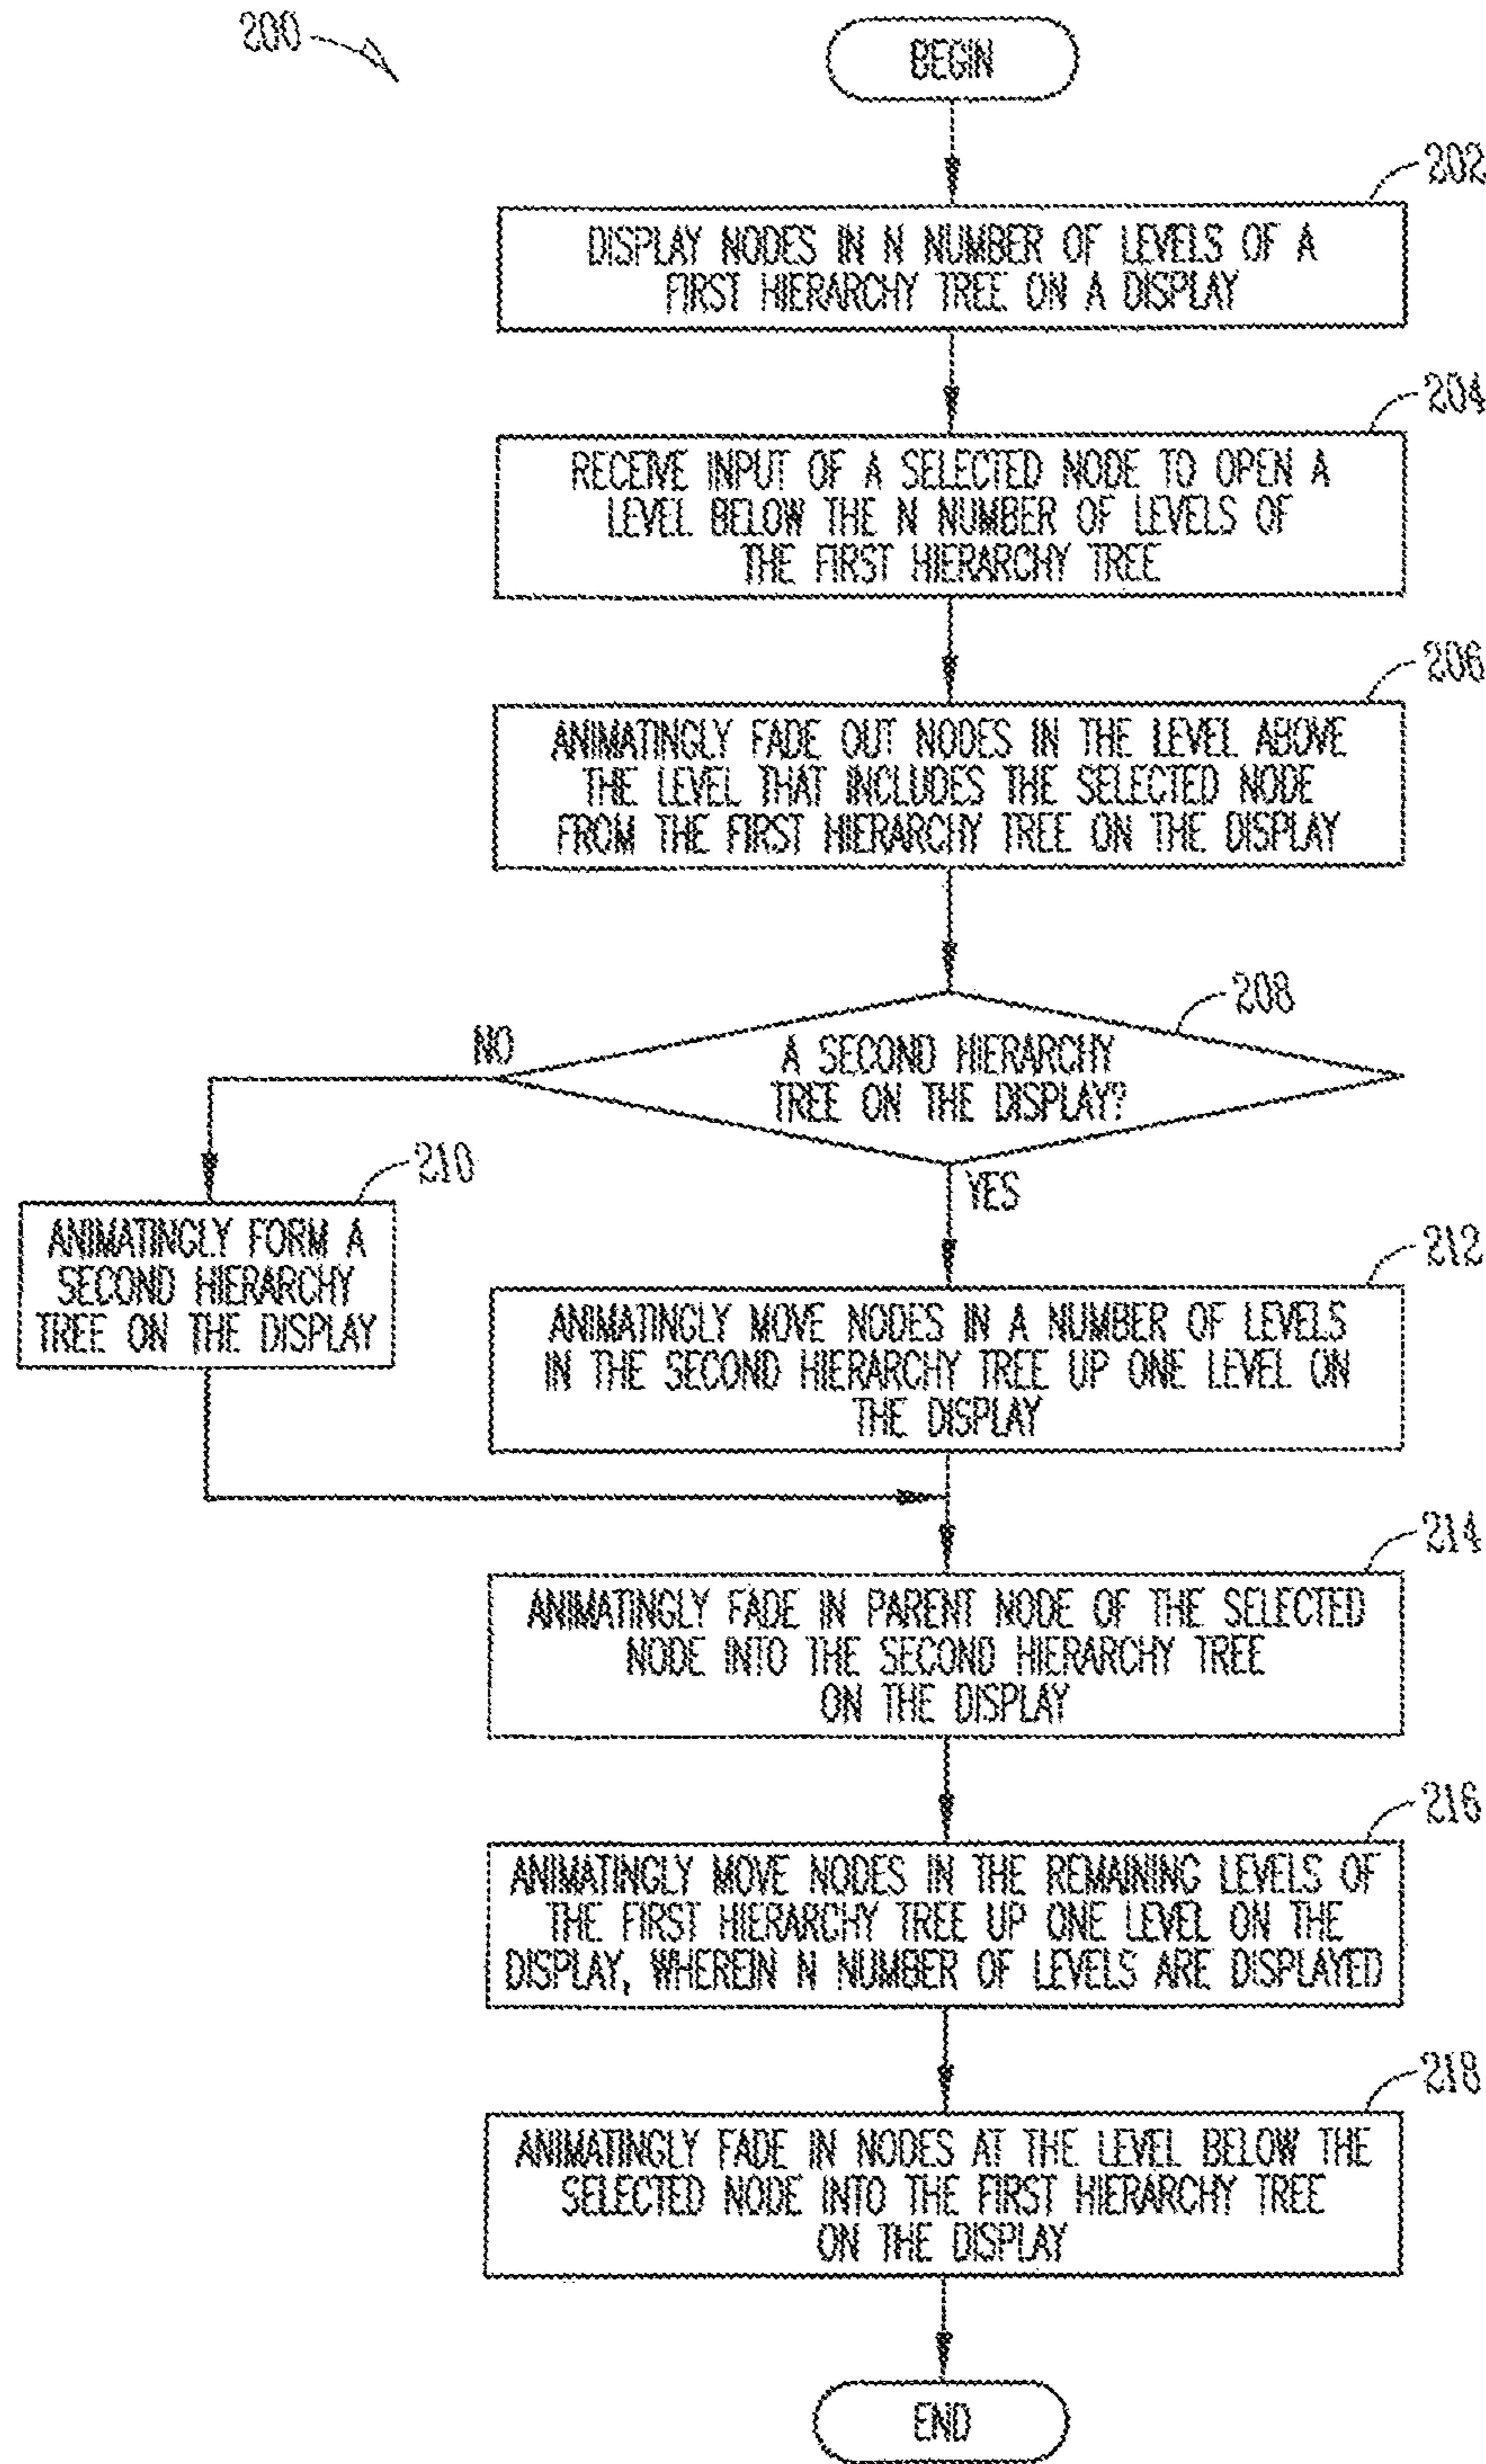 200
BEGIN
202
DISPLAY NODES IN N NUMBER OF LEVELS OF A
FIRST HIERARCHY TREE ON A DISPLAY
204
RECEIVE INPUT OF A SELECTED NODE TO OPEN A
LEVEL BELOW THE N NUMBER OF LEVELS OF
THE FIRST HIERARCHY TREE
206
ANIMATINGLY FADE OUT NODES IN THE LEVEL ABOVE
THE LEVEL THAT INCLUDES THE SELECTED NODE
FROM THE FIRST HIERARCHY TREE ON THE DISPLAY
208
A SECOND HIERARCHY
TREE ON THE DISPLAY?
NO
YES
210
ANIMATINGLY FORM A
SECOND HIERARCHY
TREE ON THE DISPLAY
212
ANIMATINGLY MOVE NODES IN A NUMBER OF LEVELS
IN THE SECOND HIERARCHY TREE UP ONE LEVEL ON
THE DISPLAY
214
ANIMATINGLY FADE IN PARENT NODE OF THE SELECTED
NODE INTO THE SECOND HIERARCHY TREE
ON THE DISPLAY
216
ANIMATINGLY MOVE NODES IN THE REMAINING LEVELS OF
THE FIRST HIERARCHY TREE UP ONE LEVEL ON THE
DISPLAY, WHEREIN N NUMBER OF LEVELS ARE DISPLAYED
218
ANIMATINGLY FADE IN NODES AT THE LEVEL BELOW THE
SELECTED NODE INTO THE FIRST HIERARCHY TREE
ON THE DISPLAY
END